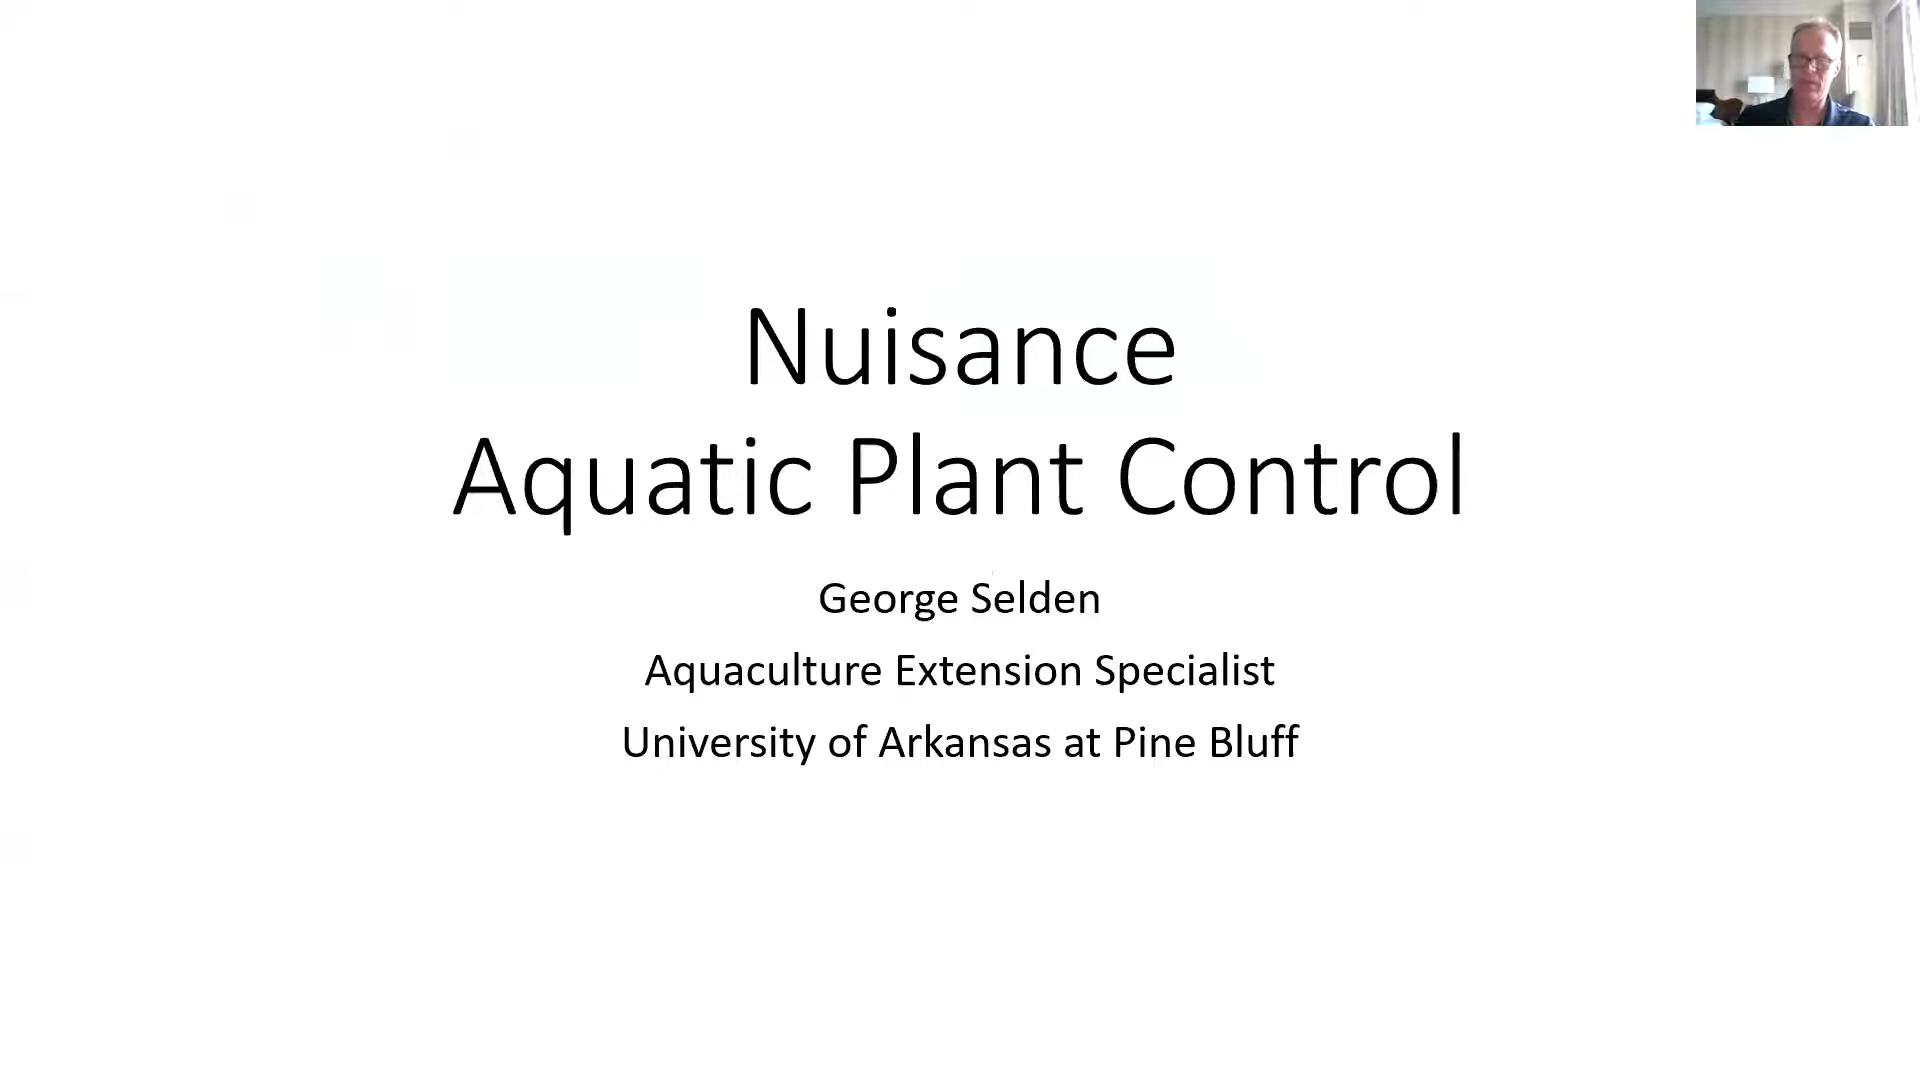 Nuisance
Aquatic Plant Control
George Selden
Aquaculture Extension Specialist
University of Arkansas at Pine Bluff